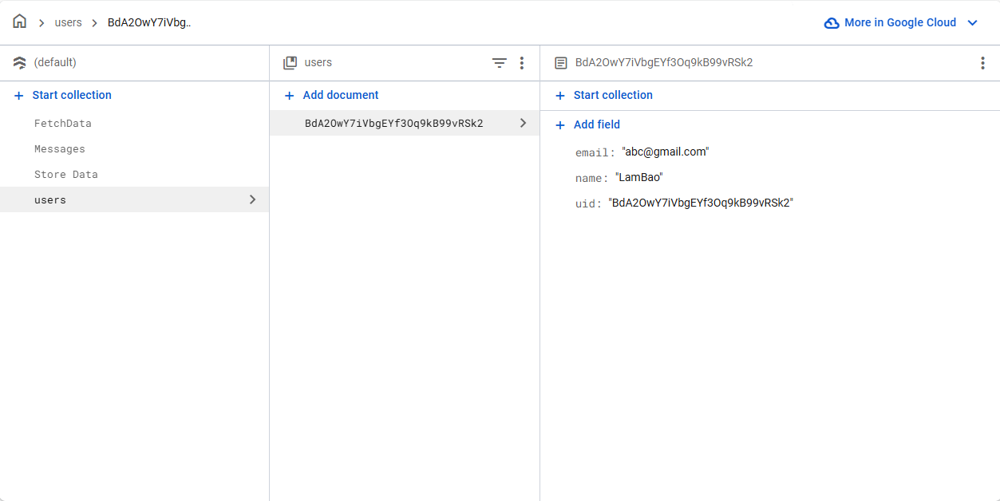 users BdA2OwY7iVbg..
More in Google Cloud
(default)
users
BdA2OwY7iVbgEYf3Oq9kB99vRSk2
Start collection
Add document
Start collection
FetchData
Messages
Store Data
users
BdA2OwY7iVbgEYf3Oq9kB99vRSk2
Add field
email: "abc@gmail.com"
name: "LamBao"
uid: "BdA2OwY7iVbgEYf3Oq9kB99vRSk2"